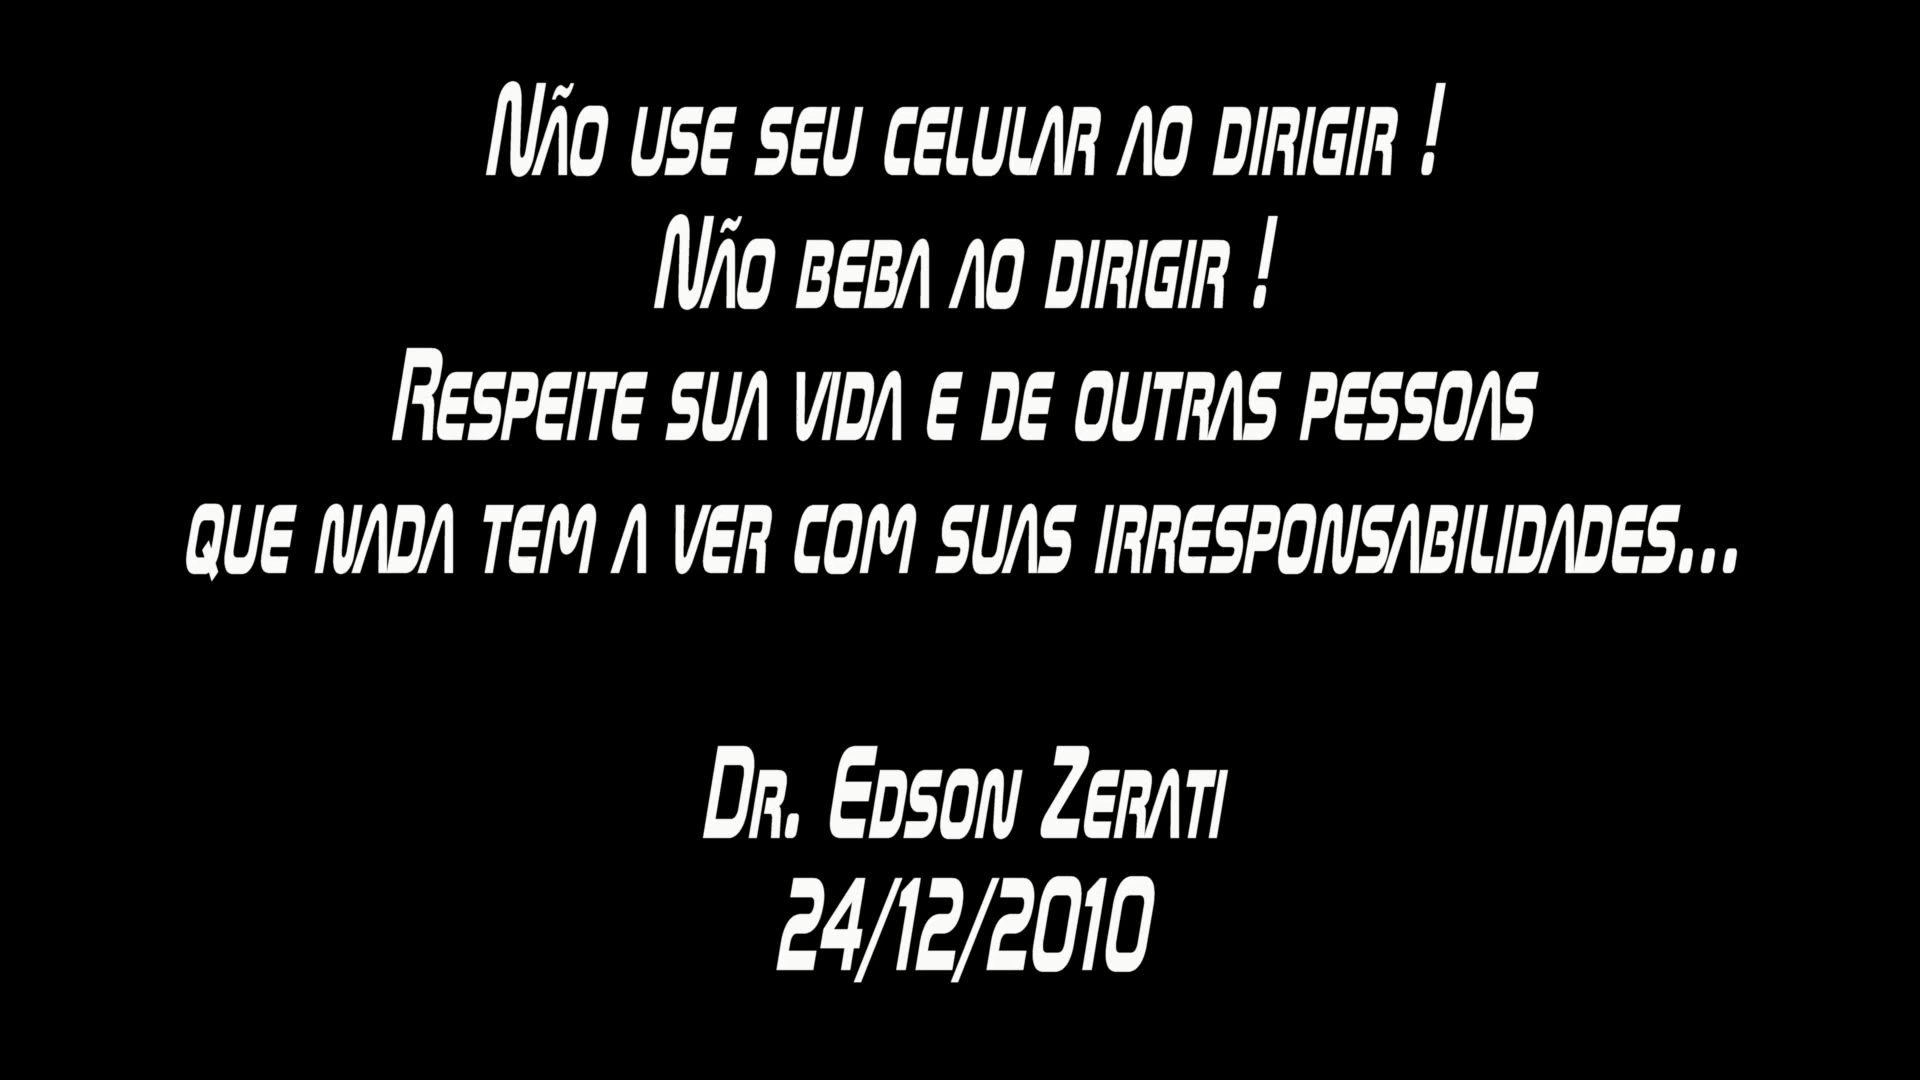 Não use seu celular ao dirigir !
Não beba ao dirigir !
Respeite sua vida e de outras pessoas
que nada tem a ver com suas irresponsabilidades...
Dr. Edson Zerati
24/12/2010